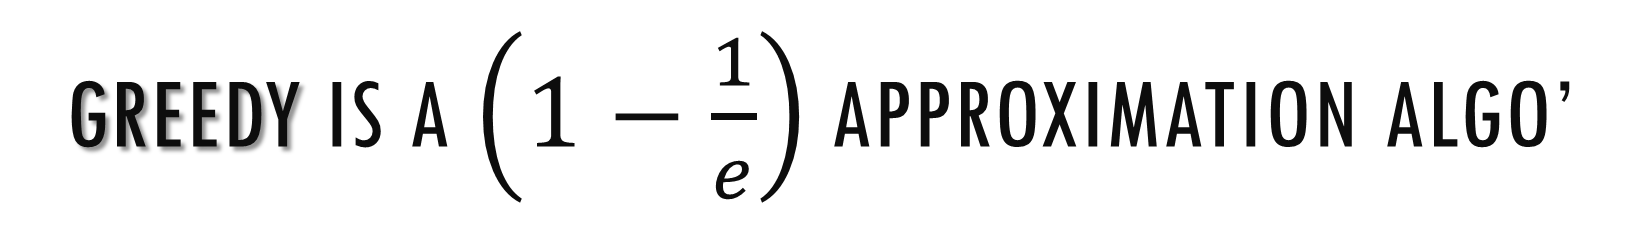 GREEDY IS A (1 − 1/e) APPROXIMATION ALGO’